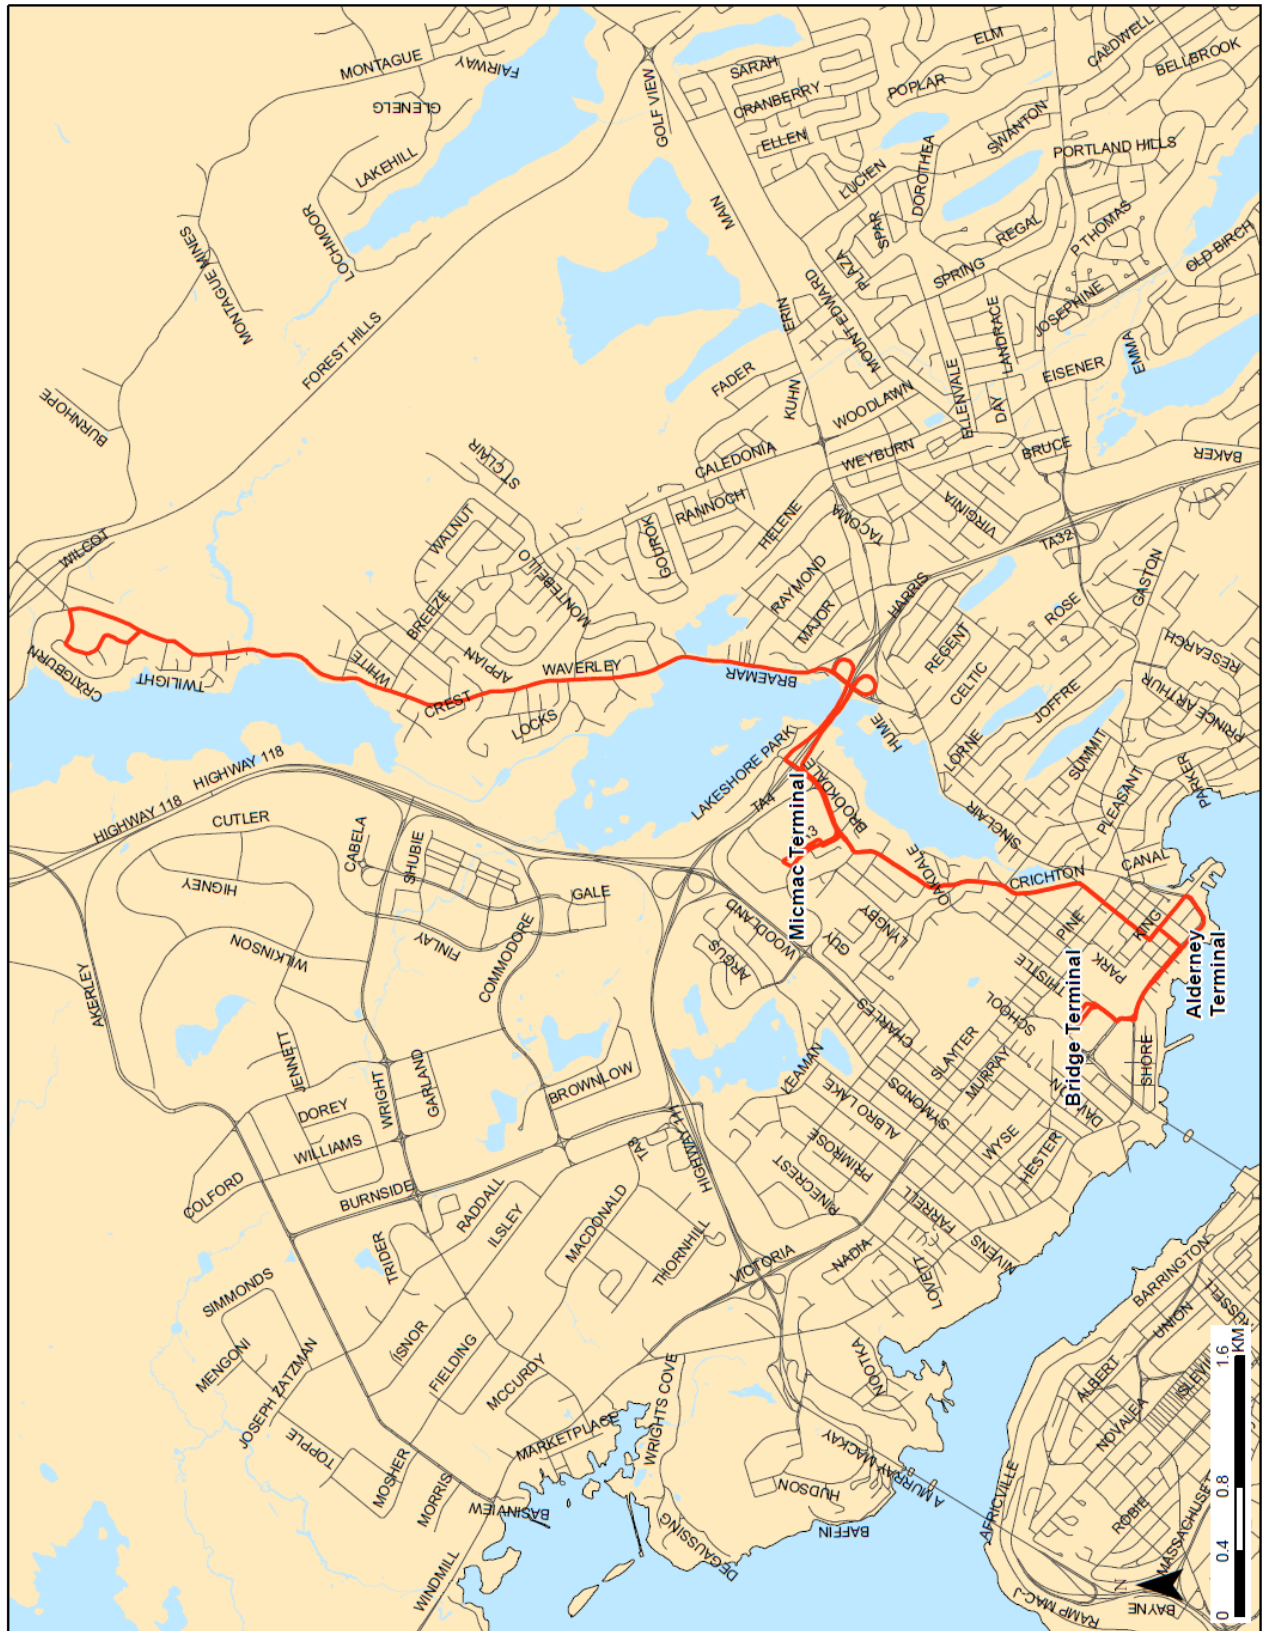 MONTAGUE
FAIRWAY
GLENELG
LAKEHILL
LOCHMOOR
MONTAGUE MINES
FOREST HILLS
BURNHOPE
GOLF VIEW
SARAH
CRANBERRY
ELLEN
ELM
POPLAR
CALDWELL
BELLBROOK
SWANTON
PORTLAND HILLS
LUCIEN
DOROTHEA
SPAR
PLAZA
REGAL
P THOMAS
OLD BIRCH
SPRING
MAIN
ERIN
MOUNT EDWARD
JOSEPHINE
LANDRACE
EMMA
EISENER
FADER
KUHN
WOODLAWN
ELLENVALE
DAY
BRUCE
BAKER
CALEDONIA
WEYBURN
ST CLAIR
WALNUT
RANNOCH
GOUROK
HELENE
TACOMA
VIRGINIA
TA32
WILCOT
MONTEBELLO
BREEZE
RAYMOND
MAJOR
HARRIS
GASTON
ROSE
REGENT
RESEARCH
CRAIGBURN
TWILIGHT
WHITE
APPIAN
WAVERLEY
BRAEMAR
CREST
LOCKS
CELTIC
JOFFRE
PRINCE ARTHUR
HUME
LORNE
SUMMIT
PARKER
PLEASANT
HIGHWAY 118
HIGHWAY 118
LAKESHORE PARK
TA4
BROOKDALE
SINCLAIR
CUTLER
CABELA
SHUBIE
HIGNEY
Micmac Terminal
OAKDALE
CRICHTON
CANAL
GALE
FINLAY
WILKINSON
COMMODORE
WOODLAND
ARGUS
GUY
LYNGBY
PINE
KING
PARK
THISTLE
SCHOOL
Bridge Terminal
Alderney
Terminal
AKERLEY
JENNETT
DOREY
WILLIAMS
WRIGHT
GARLAND
BROWNLOW
LEAMAN
CHARLES
SLAYTER
MURRAY
SYMONDS
ALBRO LAKE
SHORE
WYSE
HESTER
PRIMROSE
PINECREST
COLFORD
BURNSIDE
TA8
HIGHWAY 111
RADDALL
ILSLEY
MACDONALD
THORNHILL
TRIDER
VICTORIA
NADIA
FARRELL
LOVETT
NIVENS
SIMMONDS
MENGONI
JOSEPH ZATZMAN
ISNOR
FIELDING
MCCURDY
TOPPLE
MOSHER
MORRIS
MARKETPLACE
WRIGHTS COVE
NOOTKA
BASINVIEW
WINDMILL
DEGAUSSING
HUDSON
BAFFIN
A MURRAY MACKAY
BARRINGTON
UNION
ALBERT
NOVALEA
AFRICVILLE
ROBIE
BAYNE
RAMP MAC-J
N
0 0.4 0.8 1.6
KM